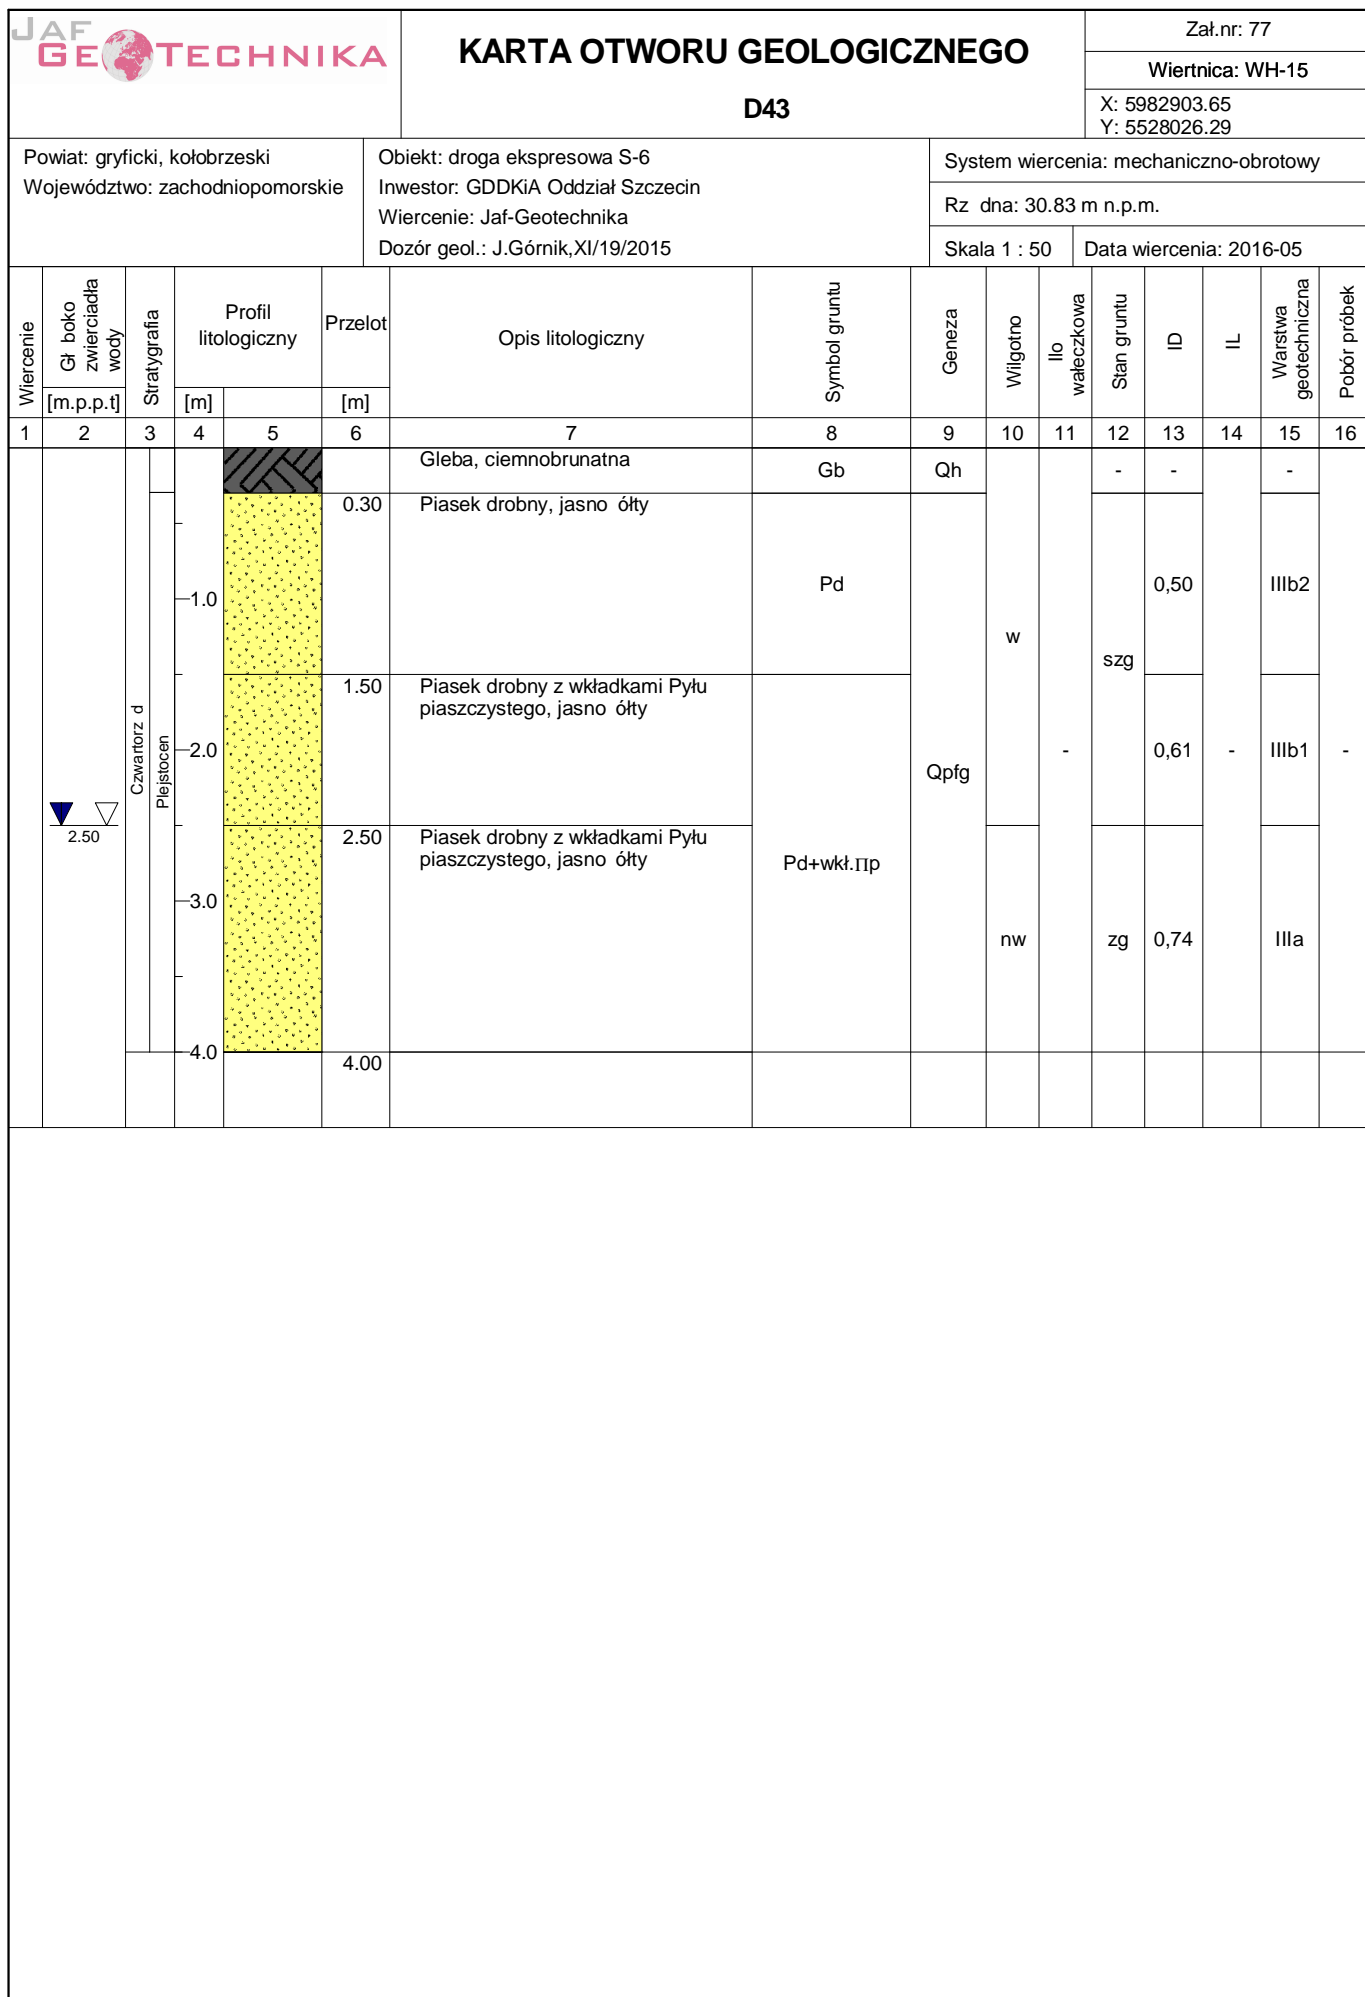 JAF
GEOTECHNIKA
KARTA OTWORU GEOLOGICZNEGO
D43
Zał.nr: 77
Wiertnica: WH-15
X: 5982903.65
Y: 5528026.29
Powiat: gryficki, kołobrzeski
Województwo: zachodniopomorskie
Obiekt: droga ekspresowa S-6
Inwestor: GDDKiA Oddział Szczecin
Wiercenie: Jaf-Geotechnika
Dozór geol.: J.Górnik,XI/19/2015
System wiercenia: mechaniczno-obrotowy
Rz dna: 30.83 m n.p.m.
Skala 1 : 50
Data wiercenia: 2016-05
Wiercenie
Gł boko
zwierciadła
wody
[m.p.p.t]
Stratygrafia
Profil
litologiczny
[m]
Przelot
[m]
Opis litologiczny
Symbol gruntu
Geneza
Wilgotno
Ilo
wałeczkowa
Stan gruntu
ID
IL
Warstwa
geotechniczna
Pobór próbek
1 2 3 4 5 6 7 8 9 10 11 12 13 14 15 16
Gleba, ciemnobrunatna
Gb
Qh
- - -
0.30
Piasek drobny, jasno ółty
Pd
0,50
IIIb2
1.0
w
szg
1.50
Piasek drobny z wkładkami Pyłu
piaszczystego, jasno ółty
Czwartorz d
Plejstocen
2.0
Qpfg
-
0,61
-
IIIb1
-
2.50
2.50
Piasek drobny z wkładkami Pyłu
piaszczystego, jasno ółty
Pd+wkł.Πp
3.0
nw
zg
0,74
IIIa
4.0
4.00